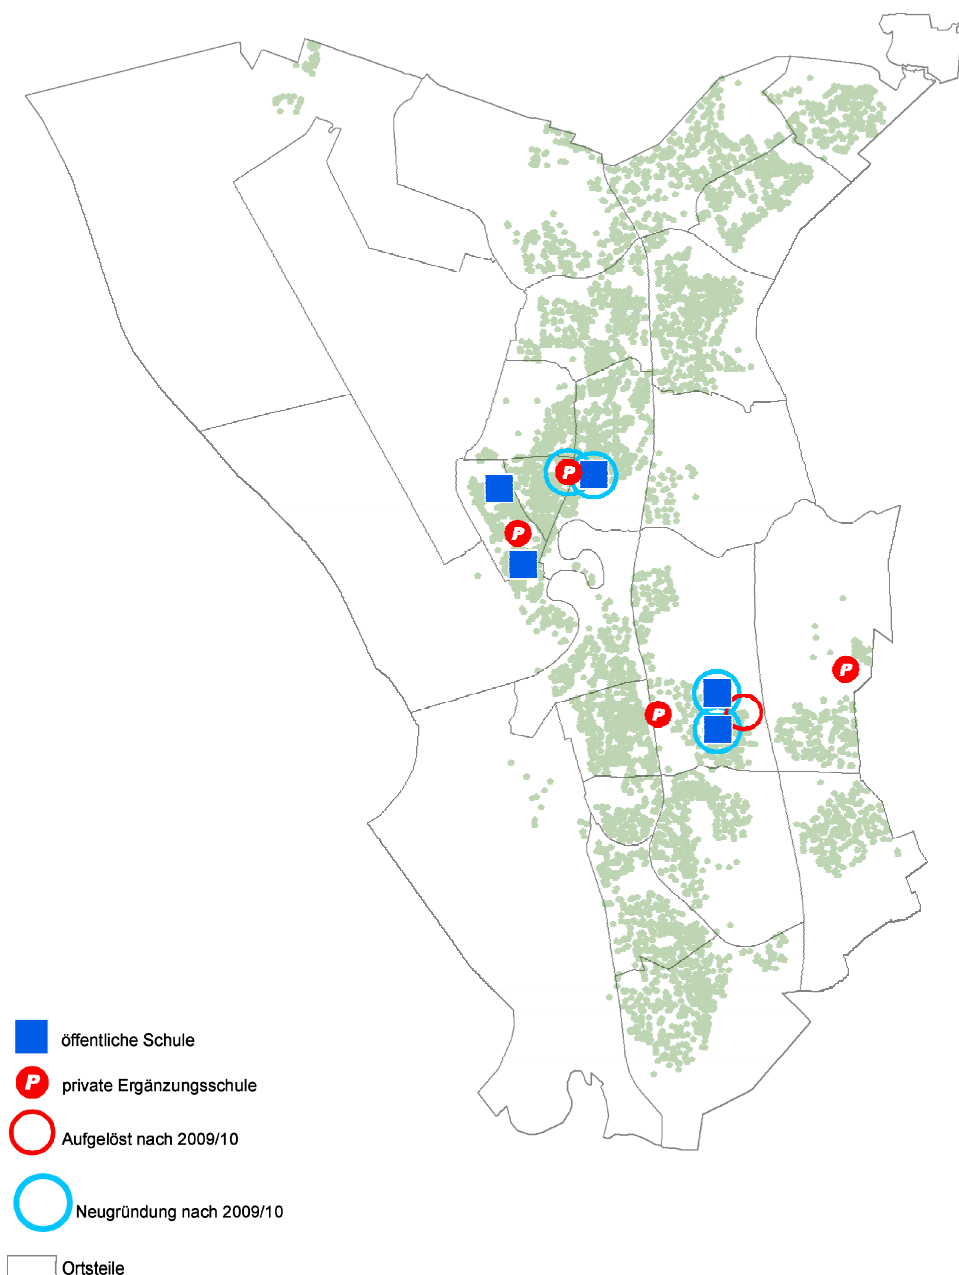 P
P
P
P
öffentliche Schule
P
private Ergänzungsschule
Aufgelöst nach 2009/10
Neugründung nach 2009/10
Ortsteile